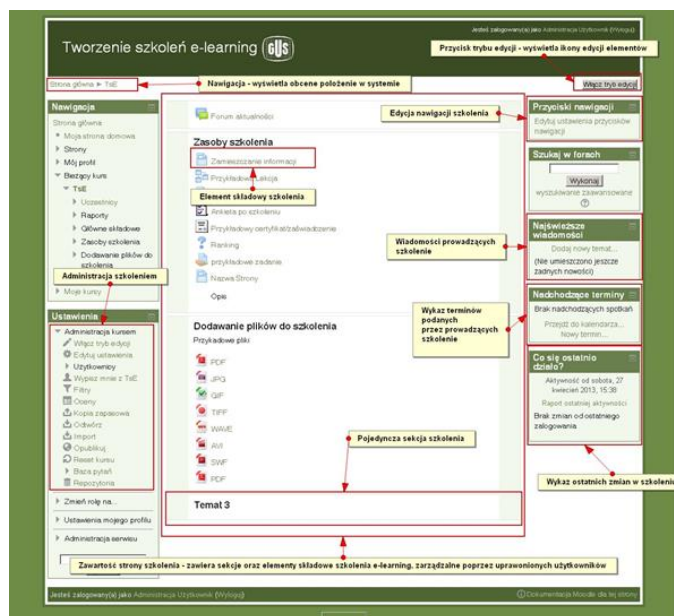 Jesteś zalogowany(a) jako Administracja Użytkownik (Wyloguj)
Tworzenie szkoleń e-learning GUS
Przycisk trybu edycji - wyświetla ikony edycji elementów
Strona główna ► TsE
Nawigacja - wyświetla obcene położenie w systemie
Włącz tryb edycji
Nawigacja
Strona główna
Moja strona domowa
Strony
Mój profil
Bieżący kurs
TsE
Uczestnicy
Raporty
Główne składowe
Zasoby szkolenia
Dodawanie plików do
szkolenia
Administracja szkoleniem
Moje kursy
Ustawienia
Administracja kursem
Włącz tryb edycji
Edytuj ustawienia
Użytkownicy
Wypisz mnie z TsE
Filtry
Oceny
Kopia zapasowa
Odtwórz
Import
Opublikuj
Reset kursu
Baza pytań
Repozytoria
Zmień rolę na...
Ustawienia mojego profilu
Administracja serwisu
Forum aktualności
Edycja nawigacji szkolenia
Zasoby szkolenia
Zamieszczanie informacji
Przykładowa Lekcja
Element składowy szkolenia
Ankieta po szkoleniu
Przykładowy certyfikat/zaświadzenie
Ranking
przykładowe zadanie
Nazwa Strony
Opis
Wiadomości prowadzących
szkolenie
Wykaz terminów
podanych
przez prowadzących
szkolenie
Dodawanie plików do szkolenia
Przykładowe pliki
PDF
JPG
GIF
TIFF
WAVE
AVI
SWF
PDF
Pojedyncza sekcja szkolenia
Temat 3
Przyciski nawigacji
Edytuj ustawienia przycisków
nawigacji
Szukaj w forach
Wykonaj
wyszukiwanie zaawansowane
Najświeższe
wiadomości
Dodaj nowy temat...
(Nie umieszczono jeszcze
żadnych nowości)
Nadchodzące terminy
Brak nadchodzących spotkań
Przejdź do kalendarza...
Nowy termin...
Co się ostatnio
działo?
Aktywność od sobota, 27
kwiecień 2013, 15:38
Raport ostatniej aktywności
Brak zmian od ostatniego
zalogowania
Wykaz ostatnich zmian w szkoleniu
Zawartość strony szkolenia - zawiera sekcje oraz elementy składowe szkolenia e-learning, zarządzalne poprzez uprawonionych użytkowników
Jesteś zalogowany(a) jako Administracja Użytkownik (Wyloguj)
Dokumentacja Moodle dla tej strony